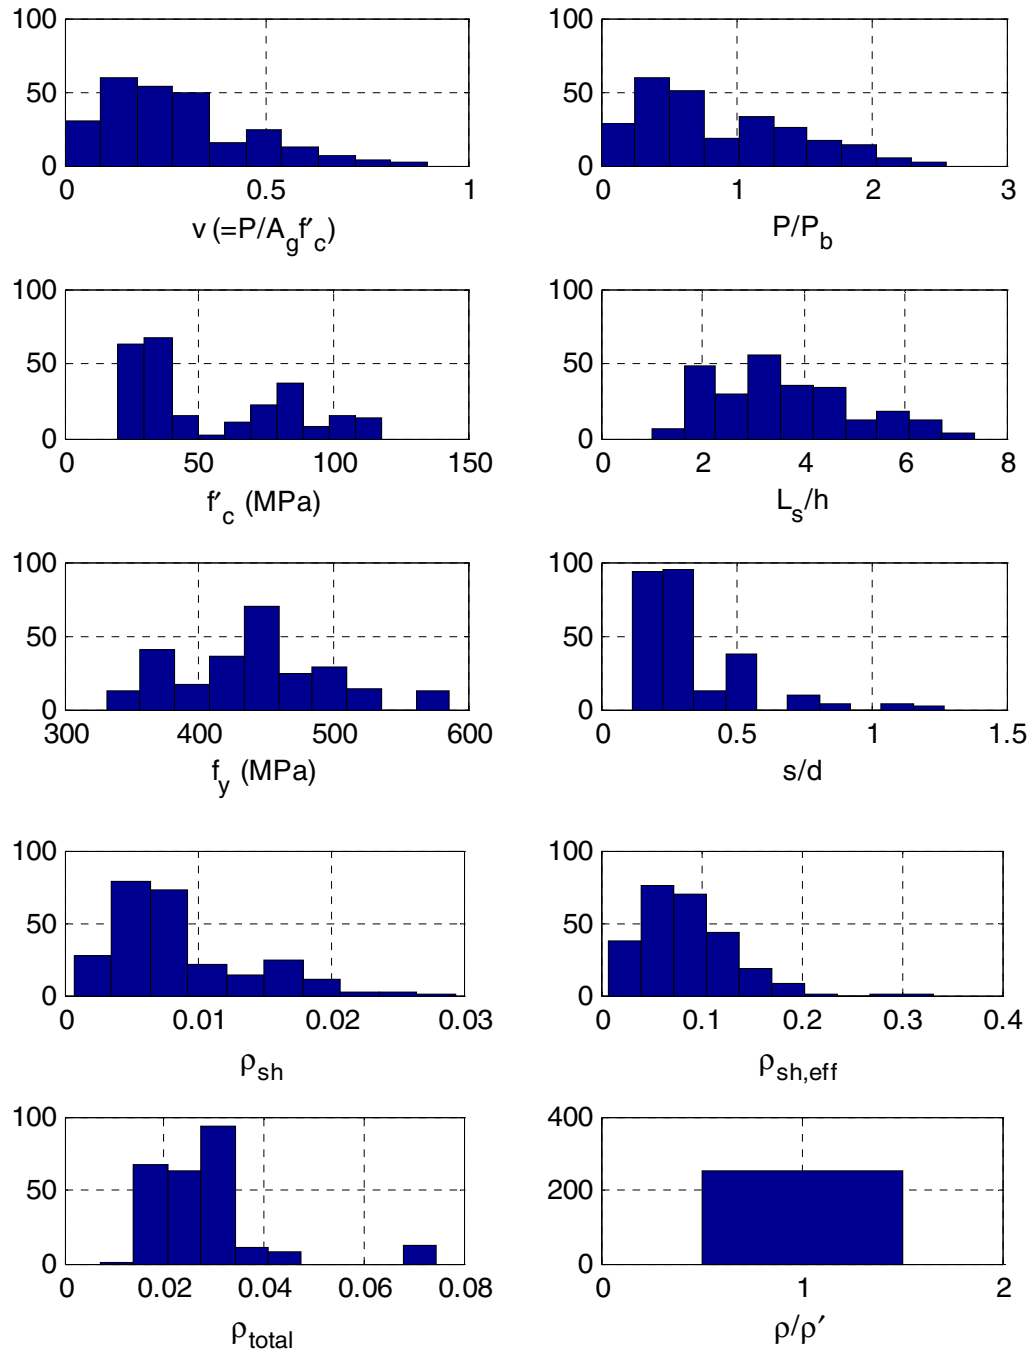 100
50
0
0 0.5 1
v (=P/A_g f′_c)
100
50
0
0 1 2 3
P/P_b
100
50
0
0 50 100 150
f′_c (MPa)
100
50
0
0 2 4 6 8
L_s/h
100
50
0
300 400 500 600
f_y (MPa)
100
50
0
0 0.5 1 1.5
s/d
100
50
0
0 0.01 0.02 0.03
ρ_sh
100
50
0
0 0.1 0.2 0.3 0.4
ρ_sh,eff
100
50
0
0 0.02 0.04 0.06 0.08
ρ_total
400
200
0
0 1 2
ρ/ρ′